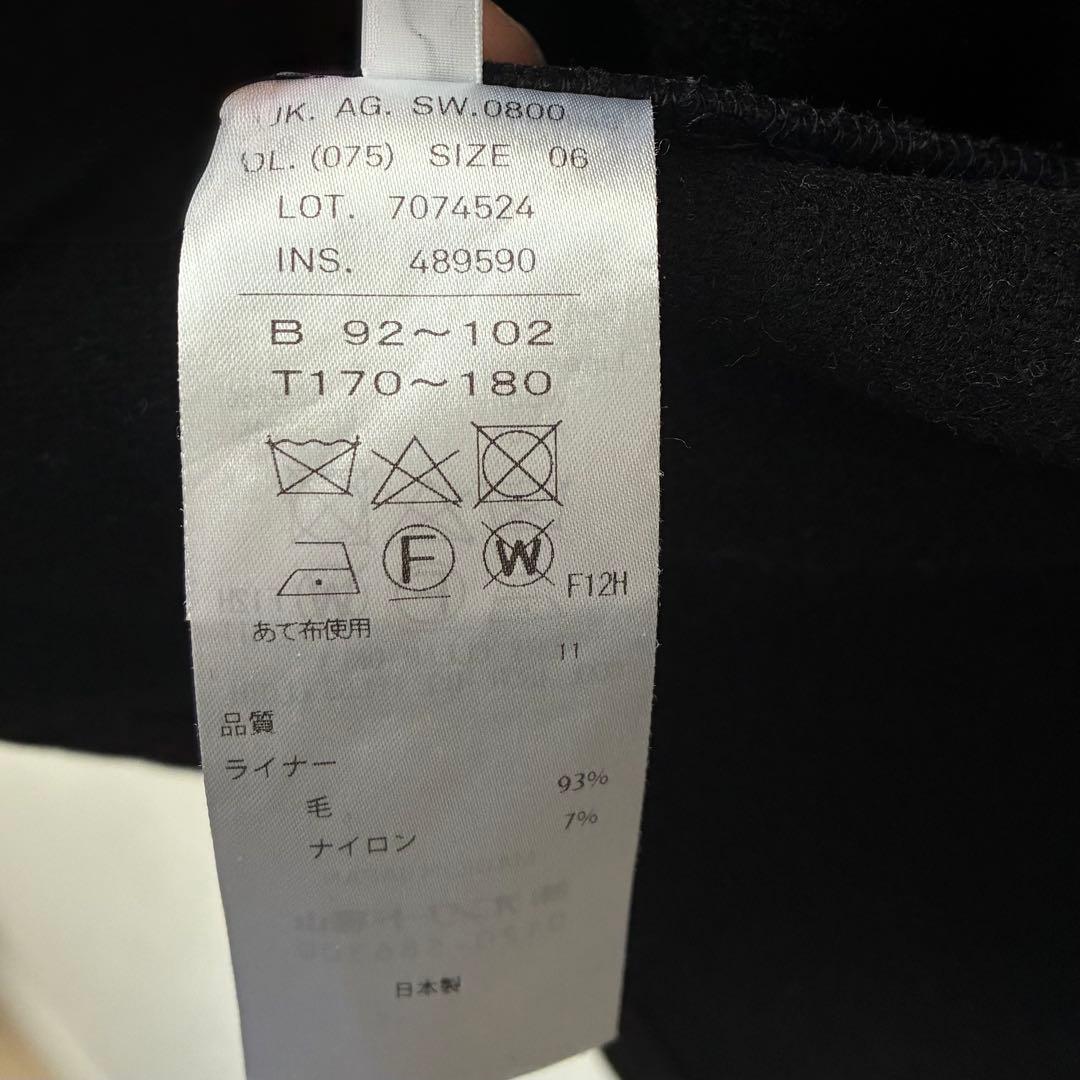 JK. AG. SW.0800
OL. (075) SIZE 06
LOT. 7074524
INS. 489590
B 92～102
T170～180
F
W
F12H
あて布使用
11
品質
ライナー
毛 93%
ナイロン 7%
日本製